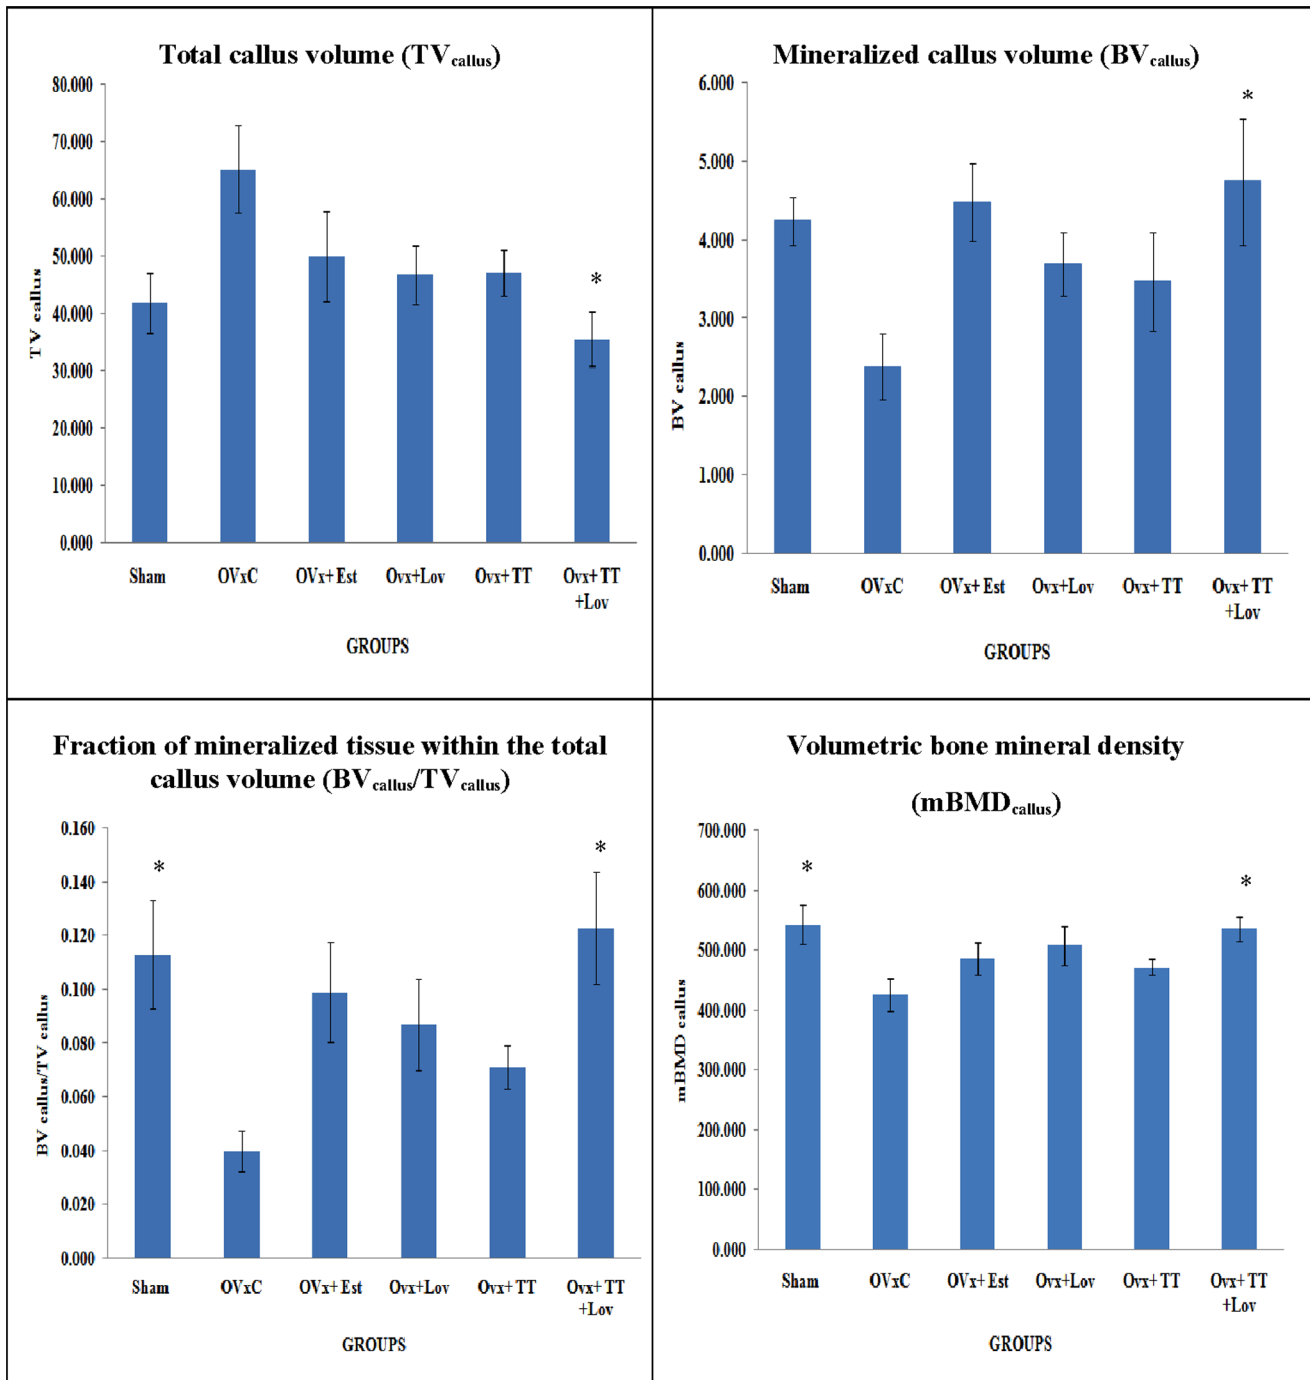 Total callus volume (TVcallus)
80.000
70.000
60.000
50.000
40.000
30.000
20.000
10.000
0.000
TV callus
*
Sham OVxC OVx+ Est Ovx+Lov Ovx+ TT Ovx+ TT
+Lov
GROUPS
Mineralized callus volume (BVcallus)
6.000
5.000
4.000
3.000
2.000
1.000
0.000
BV callus
*
Sham OVxC OVx+ Est Ovx+Lov Ovx+ TT Ovx+ TT
+Lov
GROUPS
Fraction of mineralized tissue within the total
callus volume (BVcallus/TVcallus)
0.160
0.140
0.120
0.100
0.080
0.060
0.040
0.020
0.000
BV callus/TV callus
* *
Sham OVxC OVx+ Est Ovx+Lov Ovx+ TT Ovx+ TT
+Lov
GROUPS
Volumetric bone mineral density
(mBMDcallus)
700.000
600.000
500.000
400.000
300.000
200.000
100.000
0.000
mBMD callus
* *
Sham OVxC OVx+ Est Ovx+Lov Ovx+ TT Ovx+ TT
+Lov
GROUPS